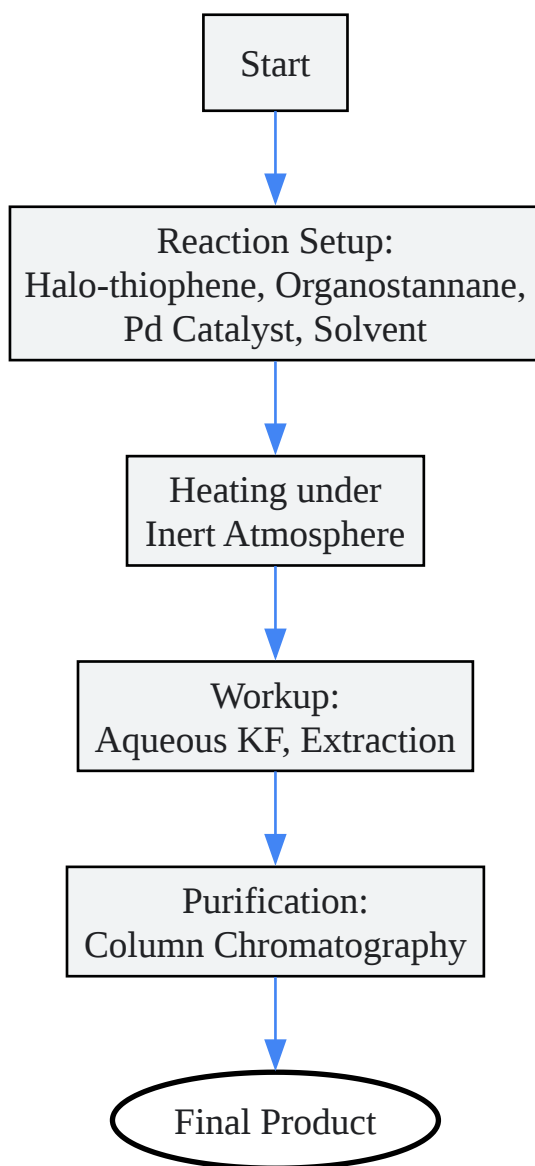 Start
Reaction Setup:
Halo-thiophene, Organostannane,
Pd Catalyst, Solvent
Heating under
Inert Atmosphere
Workup:
Aqueous KF, Extraction
Purification:
Column Chromatography
Final Product